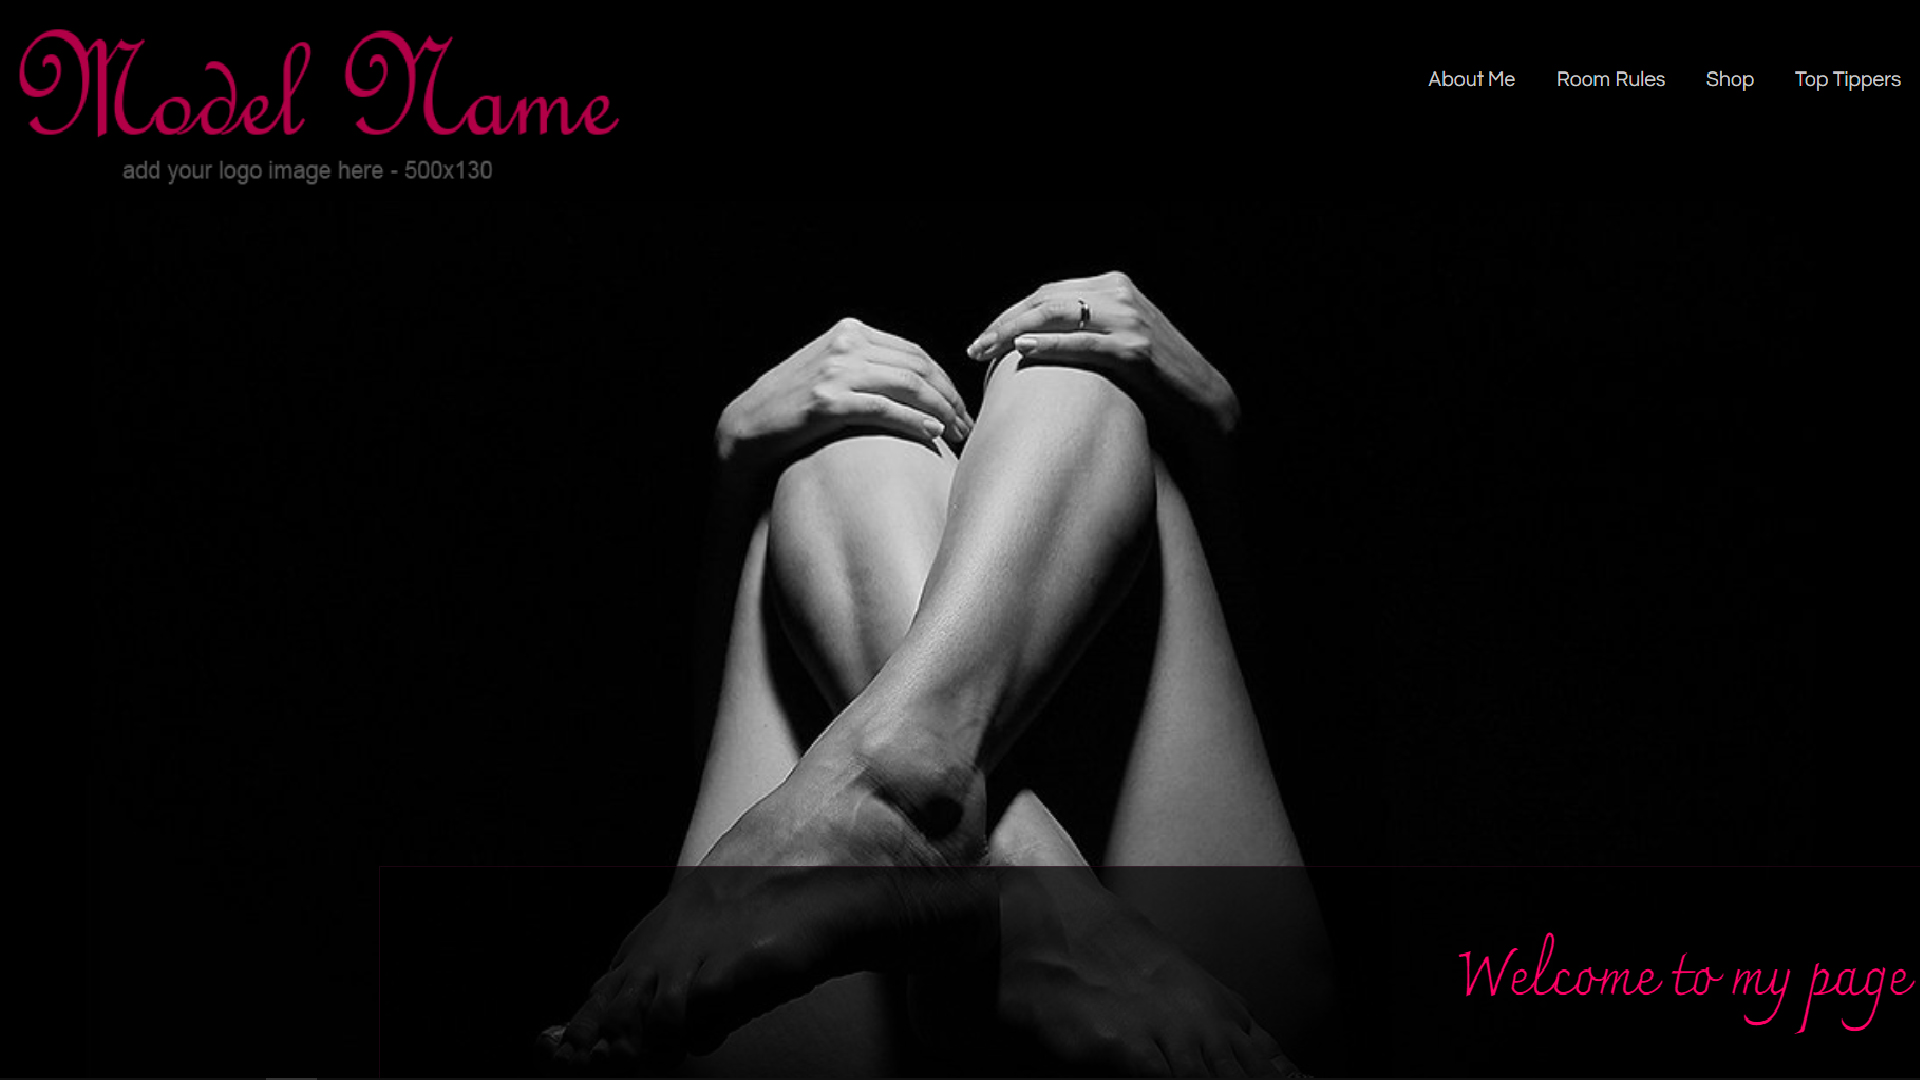 Model Name
add your logo image here - 500x130
About Me Room Rules Shop Top Tippers
Welcome to my page